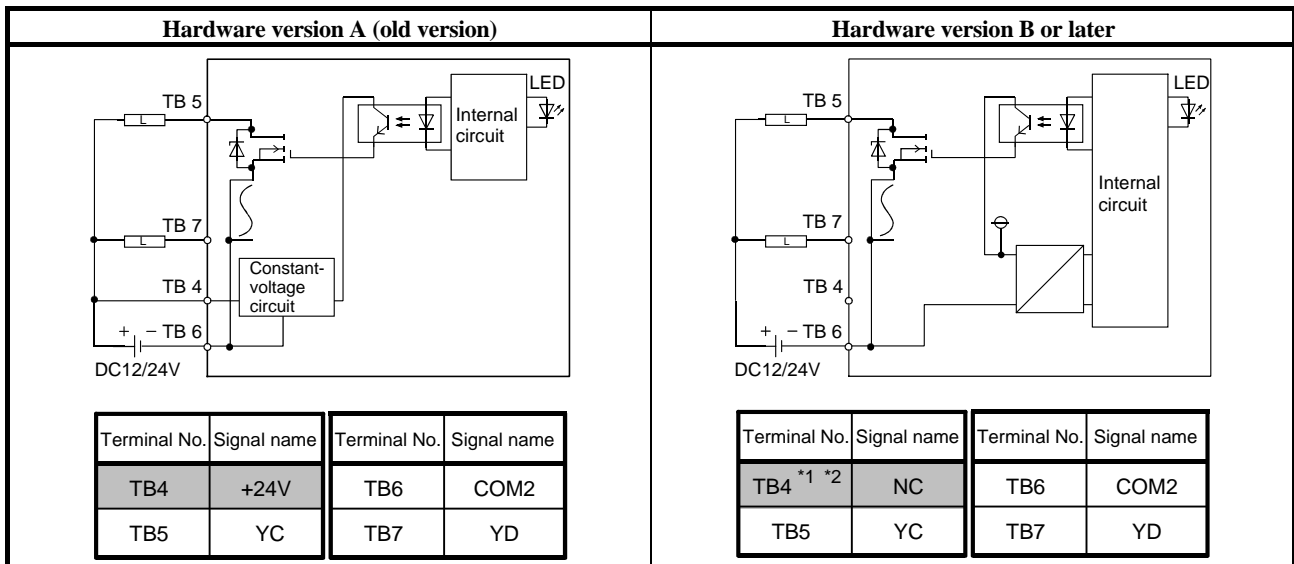 Hardware version A (old version)
Hardware version B or later
TB 5
L
TB 7
L
TB 4
+ − TB 6
DC12/24V
Constant-
voltage
circuit
Internal
circuit
LED
Terminal No. Signal name Terminal No. Signal name
TB4 +24V TB6 COM2
TB5 YC TB7 YD
TB 5
L
TB 7
L
TB 4
+ − TB 6
DC12/24V
Internal
circuit
LED
Terminal No. Signal name Terminal No. Signal name
TB4 *1 *2 NC TB6 COM2
TB5 YC TB7 YD